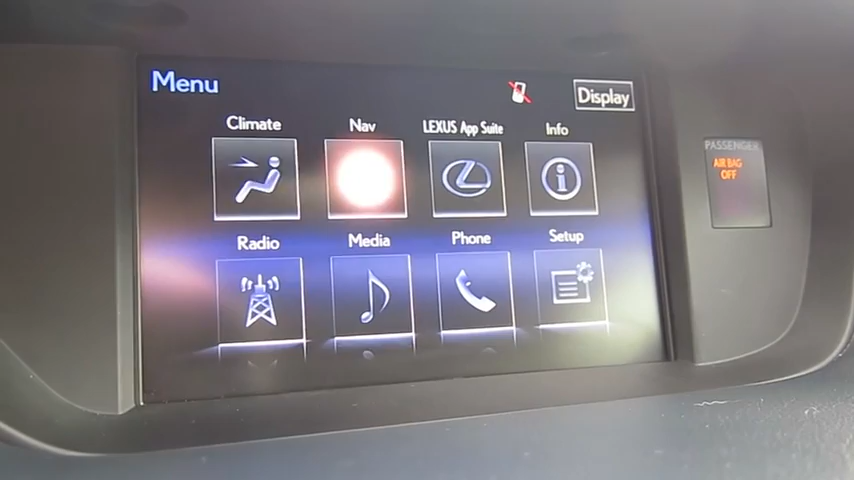 Menu
Display
Climate
Nav
LEXUS App Suite
Info
Radio
Media
Phone
Setup
PASSENGER
AIR BAG
OFF